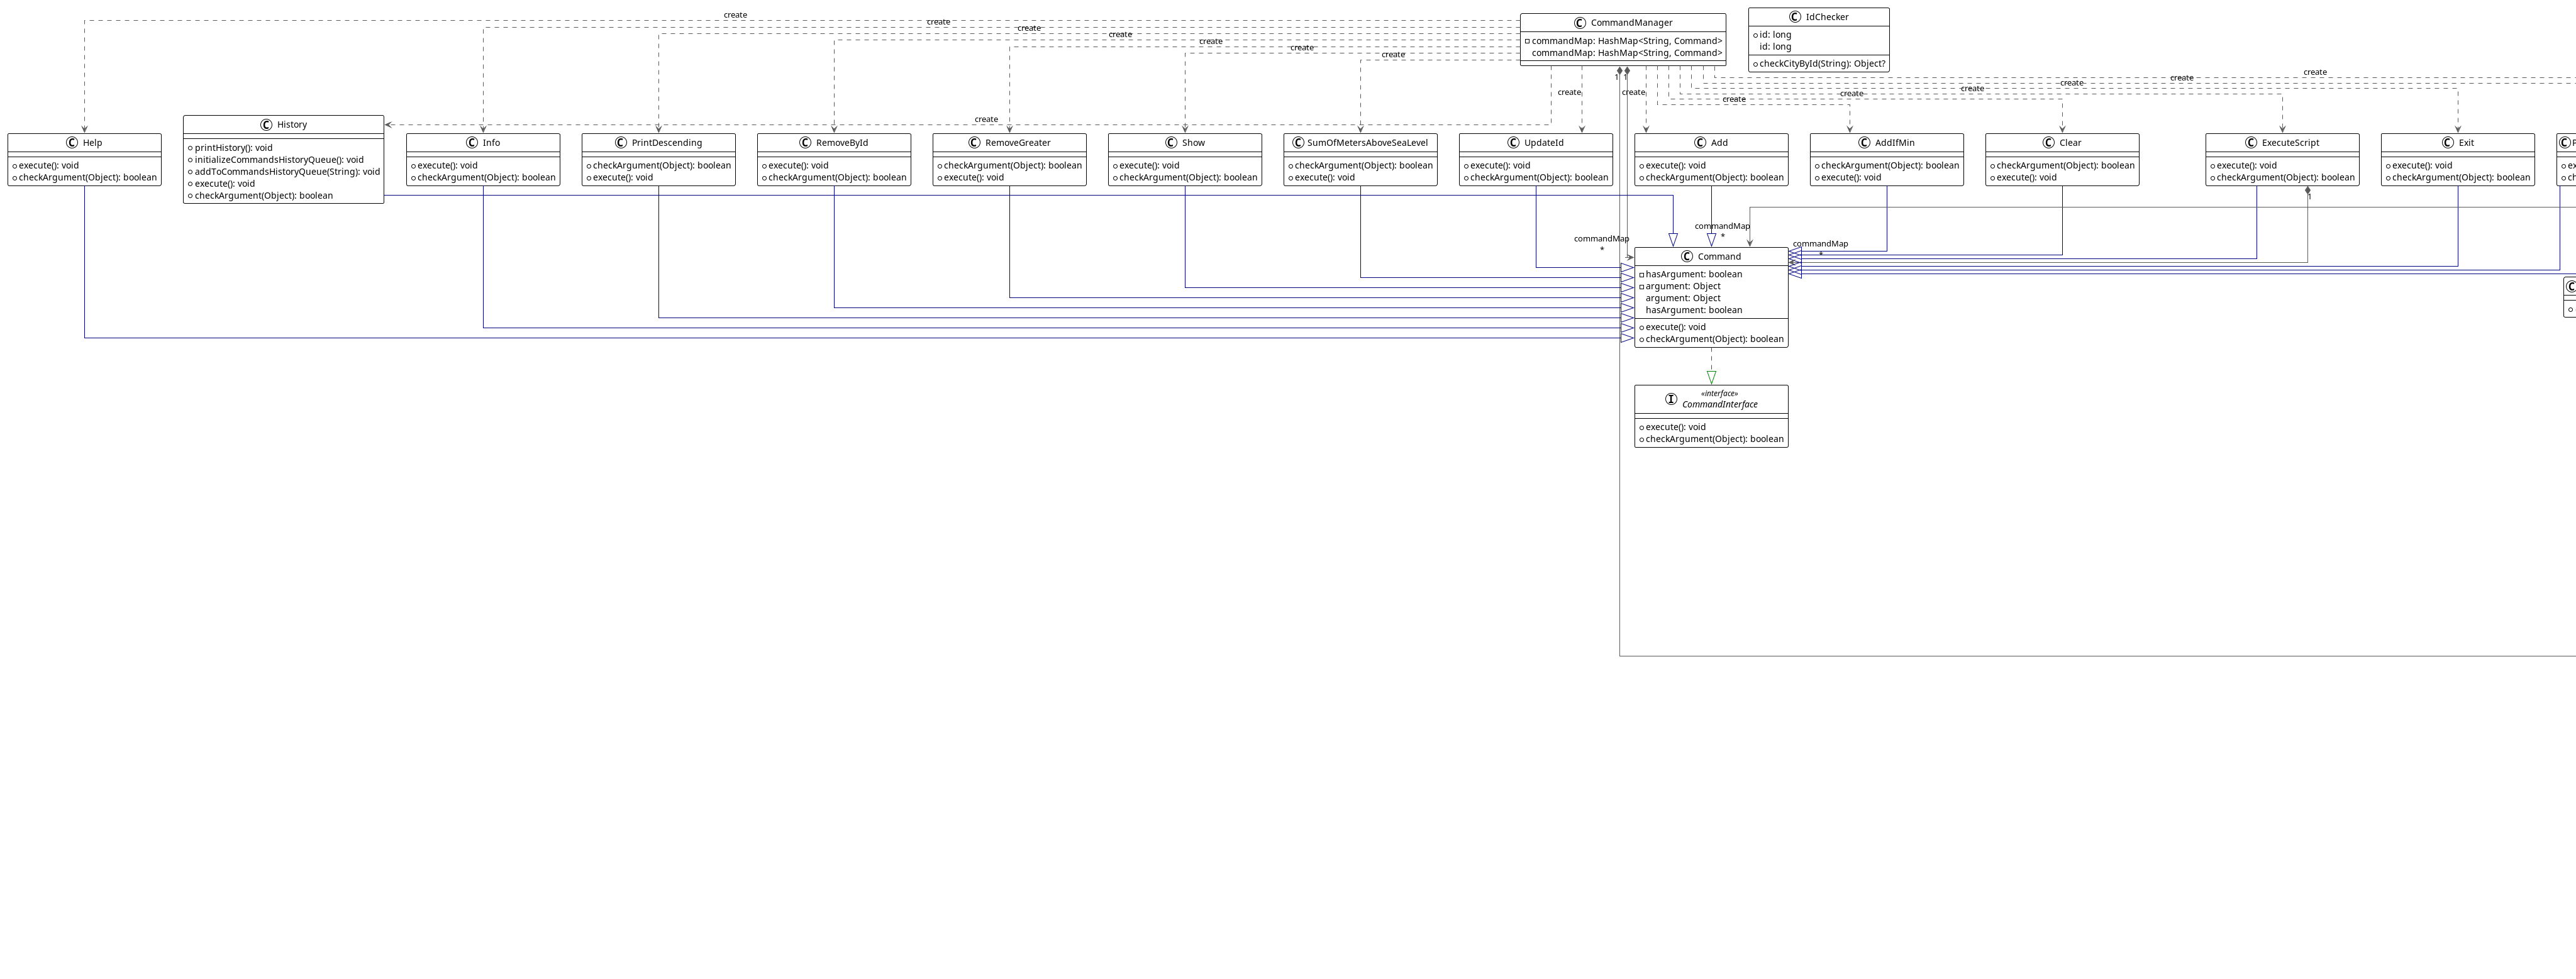 create
create
create
create
create
create
create
C CommandManager
commandMap: HashMap<String, Command>
commandMap: HashMap<String, Command>
1
1
C IdChecker
id: long
id: long
checkCityById(String): Object?
create
create
create
create
create
create
create
create
C Help
execute(): void
checkArgument(Object): boolean
C History
printHistory(): void
initializeCommandsHistoryQueue(): void
addToCommandsHistoryQueue(String): void
execute(): void
checkArgument(Object): boolean
C Info
execute(): void
checkArgument(Object): boolean
C PrintDescending
checkArgument(Object): boolean
execute(): void
C RemoveById
execute(): void
checkArgument(Object): boolean
C RemoveGreater
checkArgument(Object): boolean
execute(): void
C Show
execute(): void
checkArgument(Object): boolean
C SumOfMetersAboveSeaLevel
checkArgument(Object): boolean
execute(): void
C UpdateId
execute(): void
checkArgument(Object): boolean
C Add
execute(): void
checkArgument(Object): boolean
C AddIfMin
checkArgument(Object): boolean
execute(): void
C Clear
checkArgument(Object): boolean
execute(): void
C ExecuteScript
execute(): void
checkArgument(Object): boolean
1
C Exit
execute(): void
checkArgument(Object): boolean
C
commandMap
*
commandMap
*
commandMap
*
C Command
hasArgument: boolean
argument: Object
argument: Object
hasArgument: boolean
execute(): void
checkArgument(Object): boolean
C
I «interface»
CommandInterface
execute(): void
checkArgument(Object): boolean